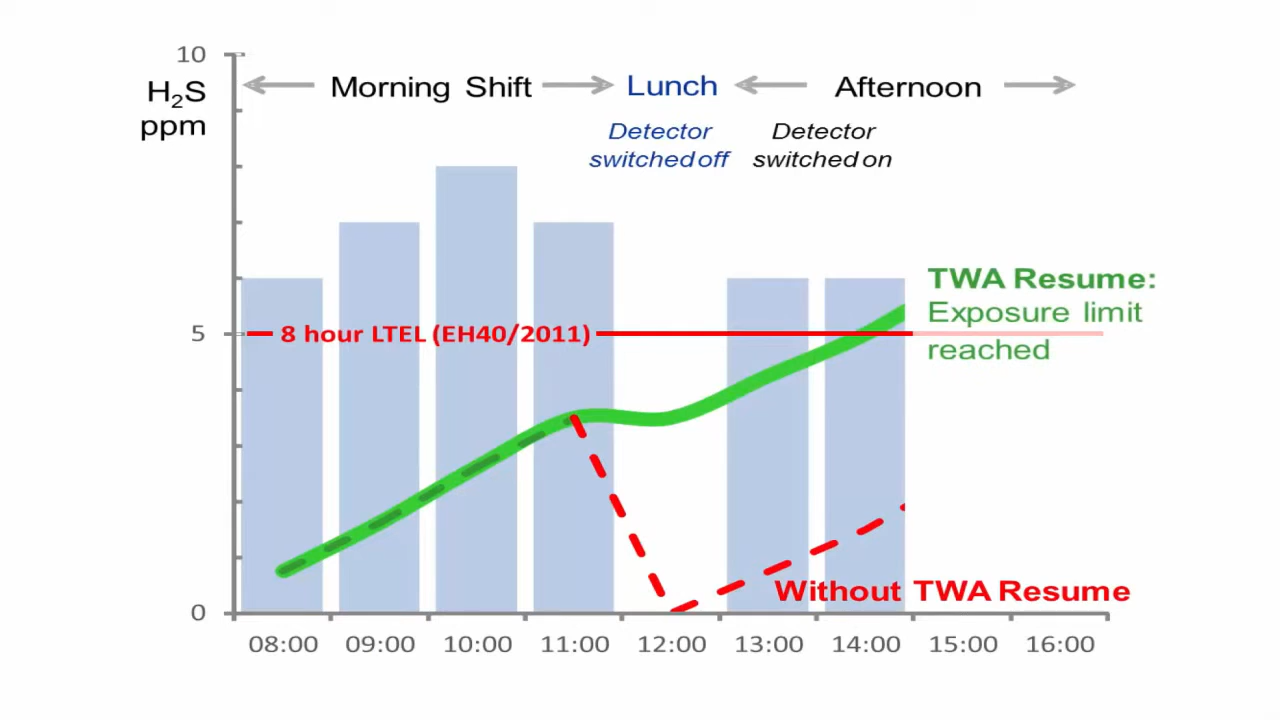 10
H₂S
ppm
Morning Shift
Lunch
Afternoon
Detector
switched off
Detector
switched on
TWA Resume:
Exposure limit
reached
5
8 hour LTEL (EH40/2011)
Without TWA Resume
0
08:00 09:00 10:00 11:00 12:00 13:00 14:00 15:00 16:00